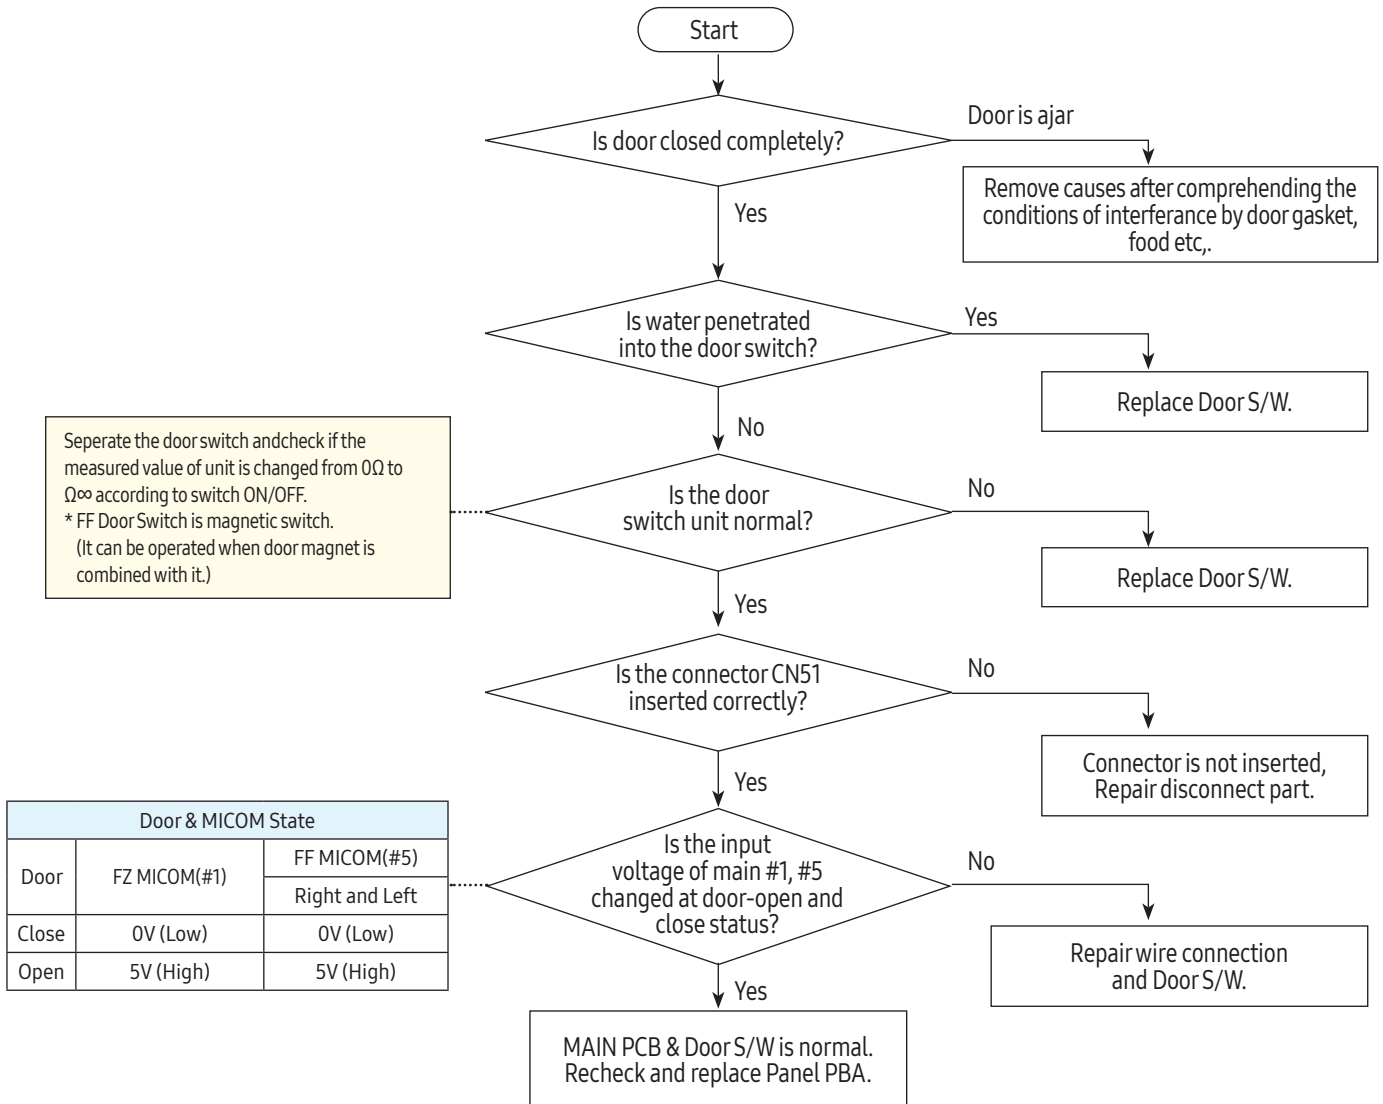 Start
Is door closed completely?
Door is ajar
Remove causes after comprehending the
conditions of interferance by door gasket,
food etc,.
Yes
Is water penetrated
into the door switch?
Yes
Replace Door S/W.
No
Seperate the door switch andcheck if the
measured value of unit is changed from 0Ω to
Ω∞ according to switch ON/OFF.
* FF Door Switch is magnetic switch.
(It can be operated when door magnet is
combined with it.)
Is the door
switch unit normal?
No
Replace Door S/W.
Yes
Is the connector CN51
inserted correctly?
No
Connector is not inserted,
Repair disconnect part.
Yes
Door & MICOM State
Door
FZ MICOM(#1)
FF MICOM(#5)
Right and Left
Close
0V (Low)
0V (Low)
Open
5V (High)
5V (High)
Is the input
voltage of main #1, #5
changed at door-open and
close status?
No
Repair wire connection
and Door S/W.
Yes
MAIN PCB & Door S/W is normal.
Recheck and replace Panel PBA.